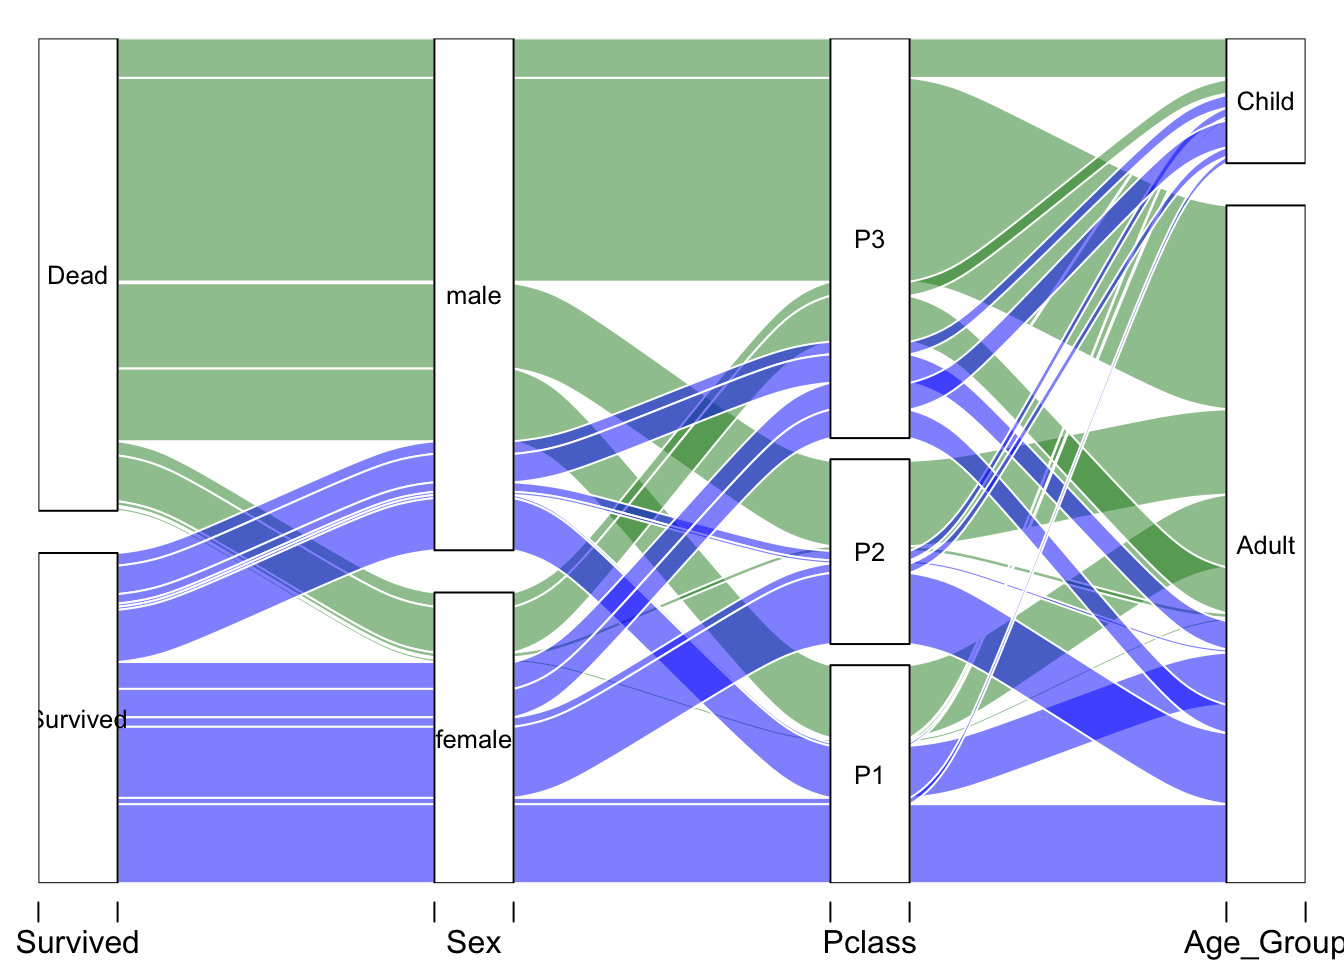 Child
P3
Dead
male
Adult
P2
Survived
female
P1
Survived
Sex
Pclass
Age_Group